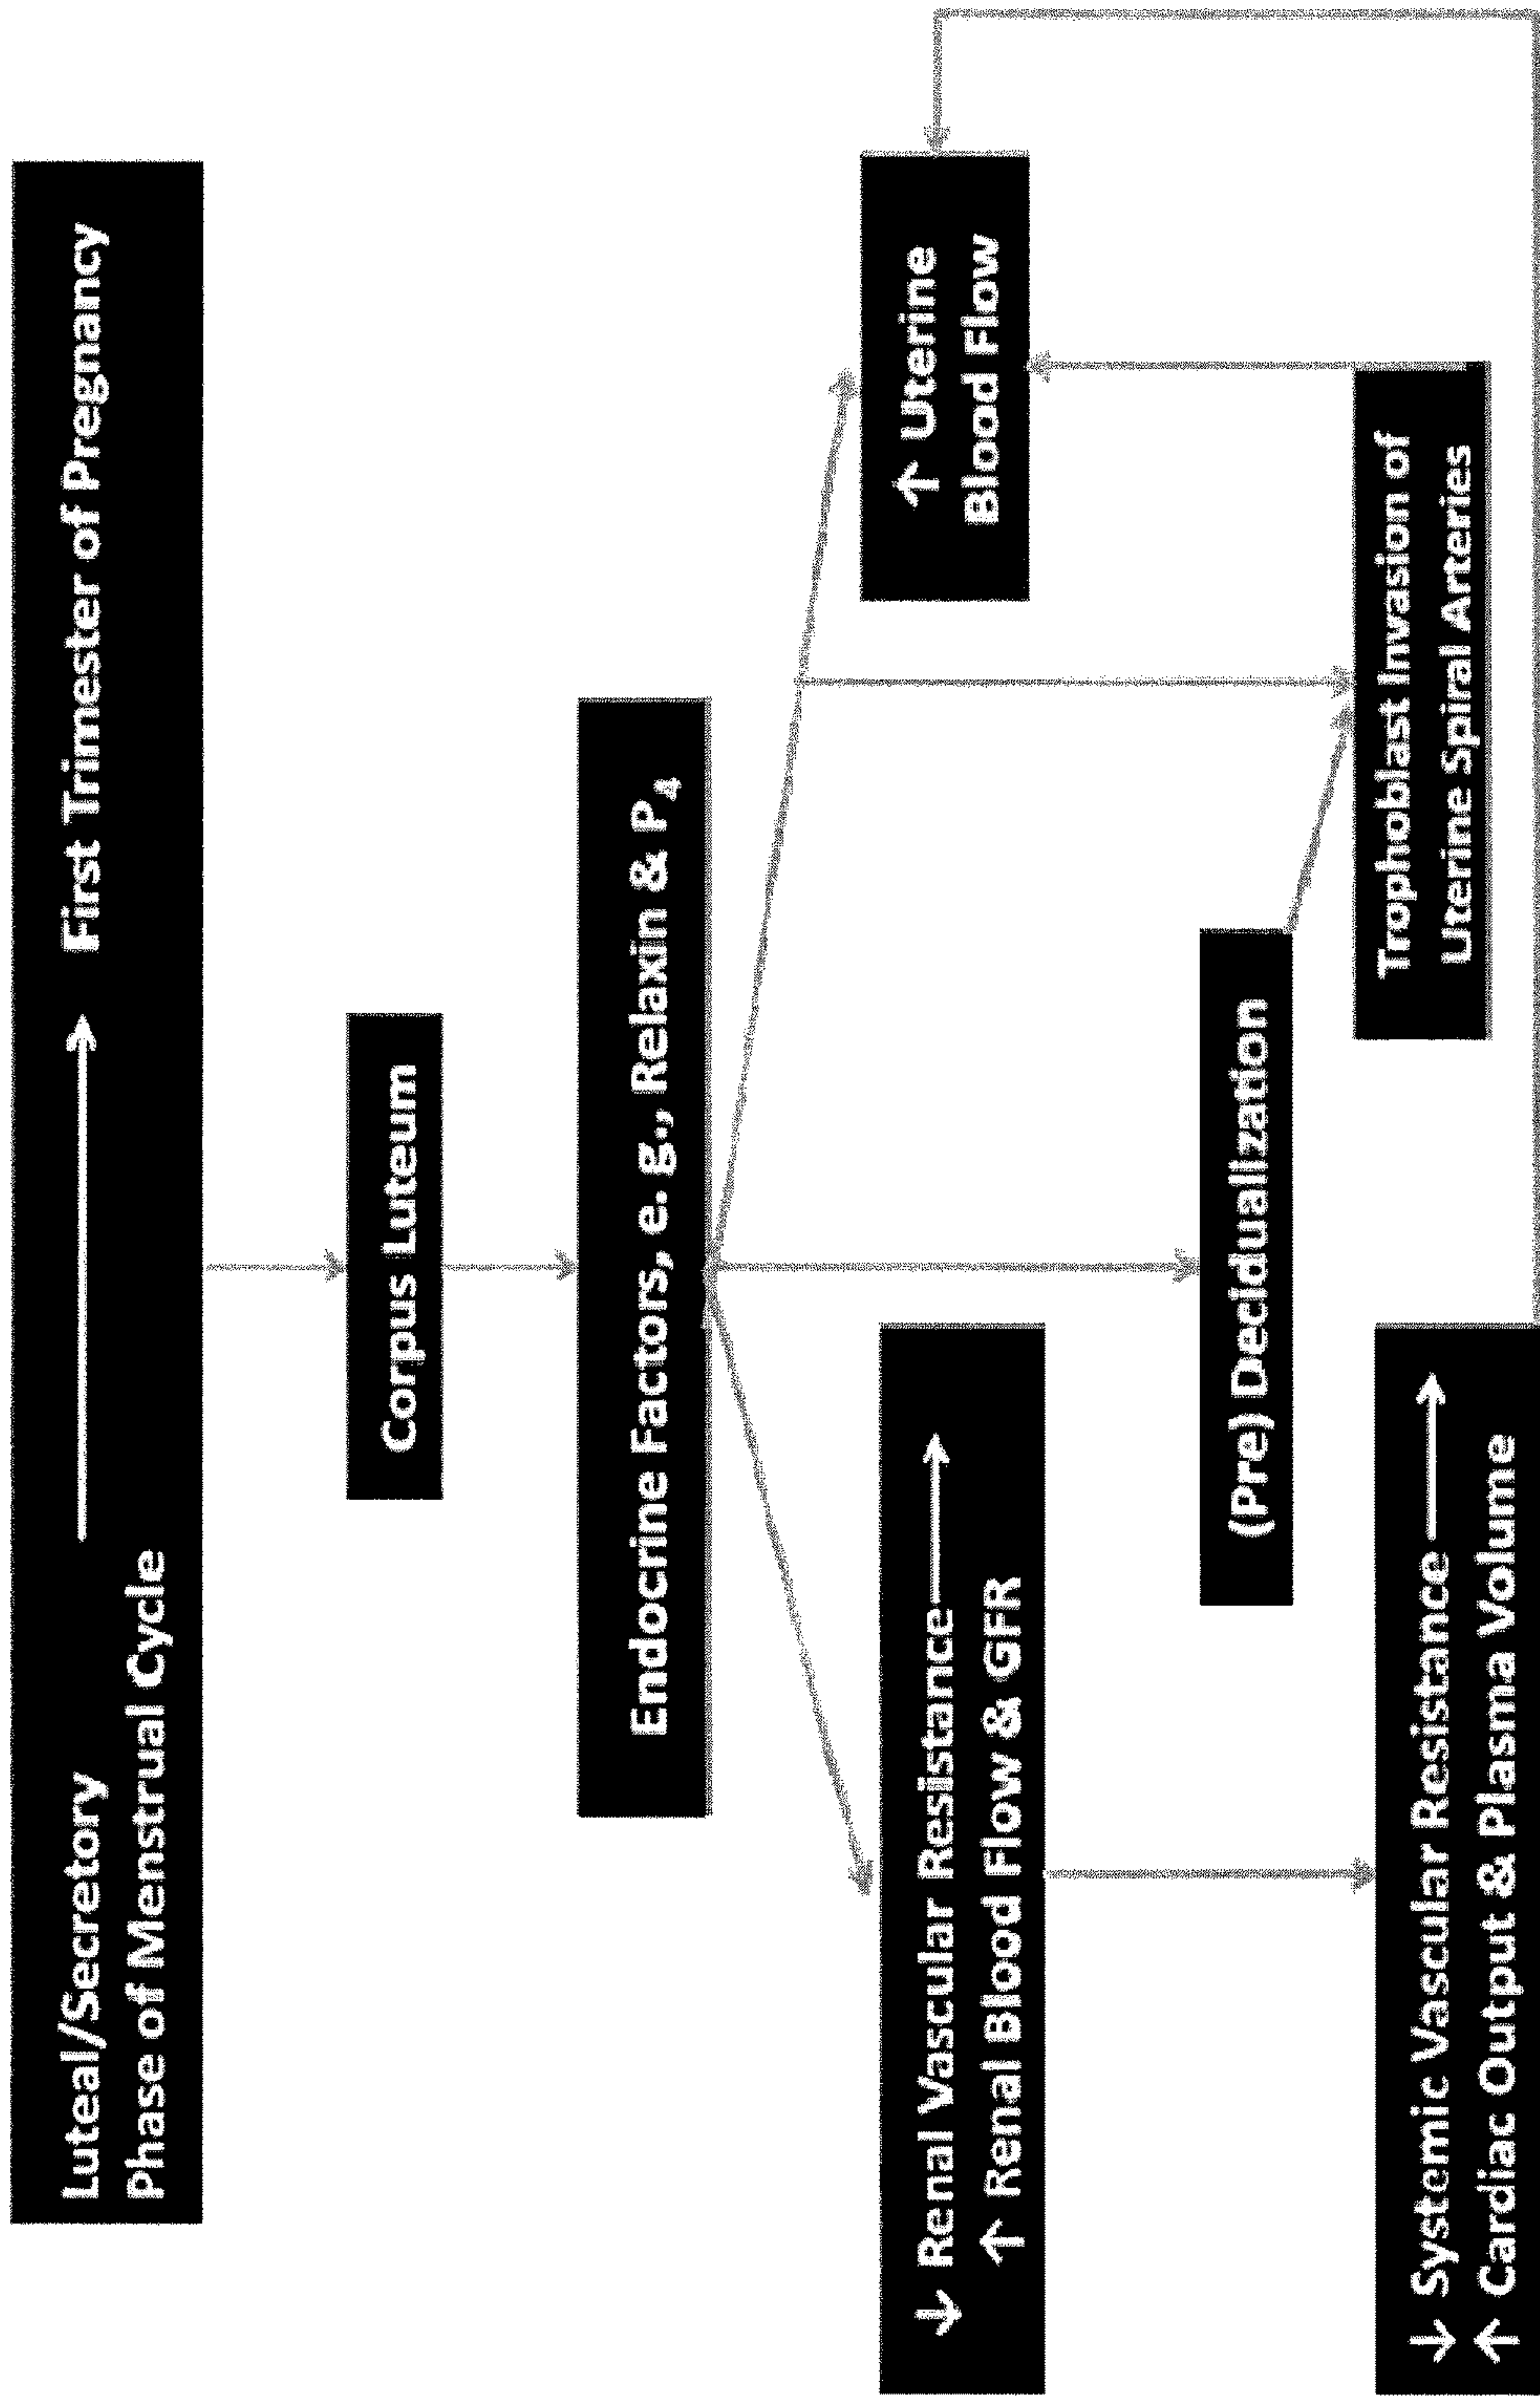 Luteal/Secretory → First Trimester of Pregnancy
Phase of Menstrual Cycle
Corpus Luteum
Endocrine Factors, e. g., Relaxin & P₄
↓ Renal Vascular Resistance →
↑ Renal Blood Flow & GFR
↑ Uterine
Blood Flow
(Pre) Decidualization
Trophoblast Invasion of
Uterine Spiral Arteries
↓ Systemic Vascular Resistance →
↑ Cardiac Output & Plasma Volume